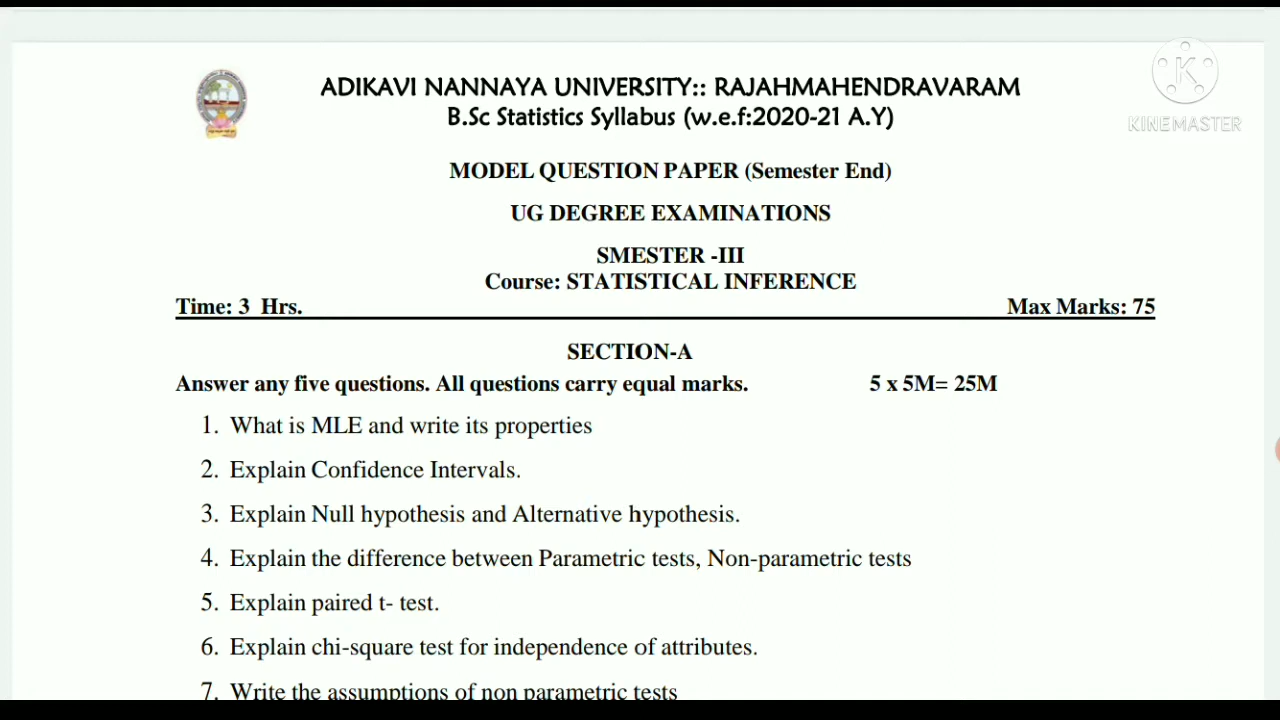 ADIKAVI NANNAYA UNIVERSITY:: RAJAHMAHENDRAVARAM
B.Sc Statistics Syllabus (w.e.f:2020-21 A.Y)
K
KINEMASTER
MODEL QUESTION PAPER (Semester End)
UG DEGREE EXAMINATIONS
SMESTER -III
Course: STATISTICAL INFERENCE
Time: 3 Hrs. Max Marks: 75
SECTION-A
Answer any five questions. All questions carry equal marks. 5 x 5M= 25M
1. What is MLE and write its properties
2. Explain Confidence Intervals.
3. Explain Null hypothesis and Alternative hypothesis.
4. Explain the difference between Parametric tests, Non-parametric tests
5. Explain paired t- test.
6. Explain chi-square test for independence of attributes.
7. Write the assumptions of non parametric tests